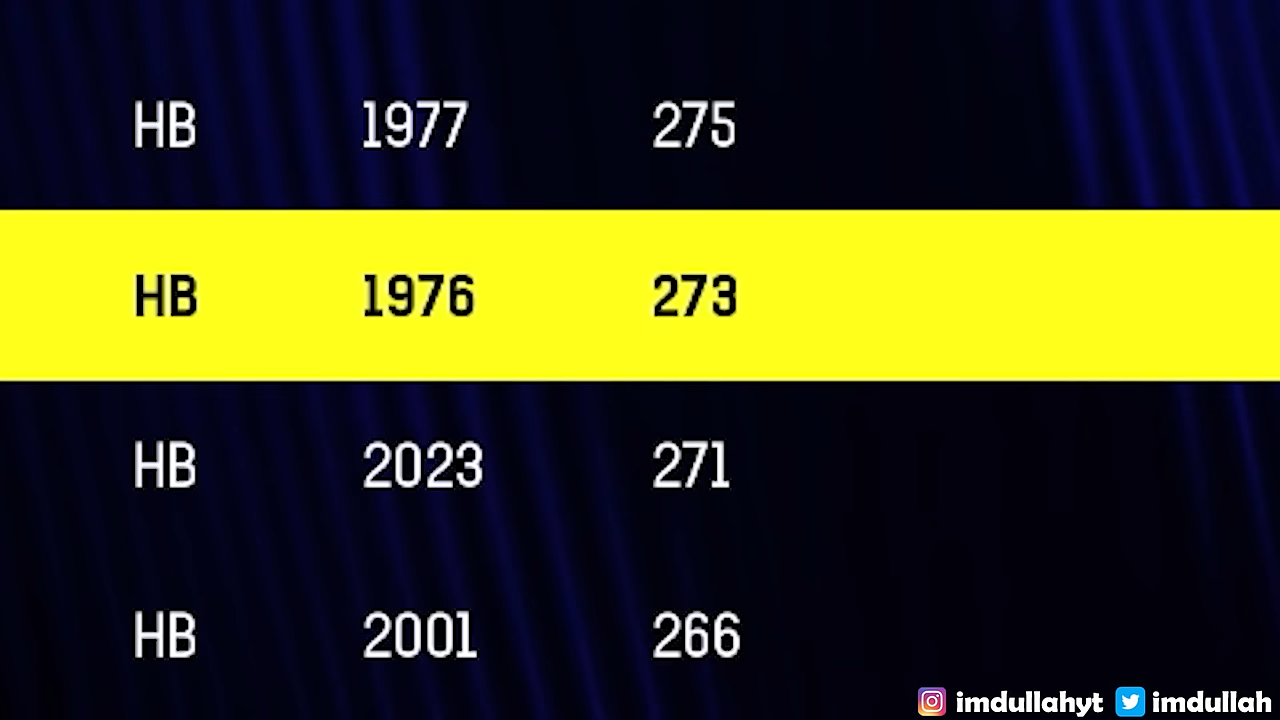 HB 1977 275
HB 1976 273
HB 2023 271
HB 2001 266
imdullahyt imdullah